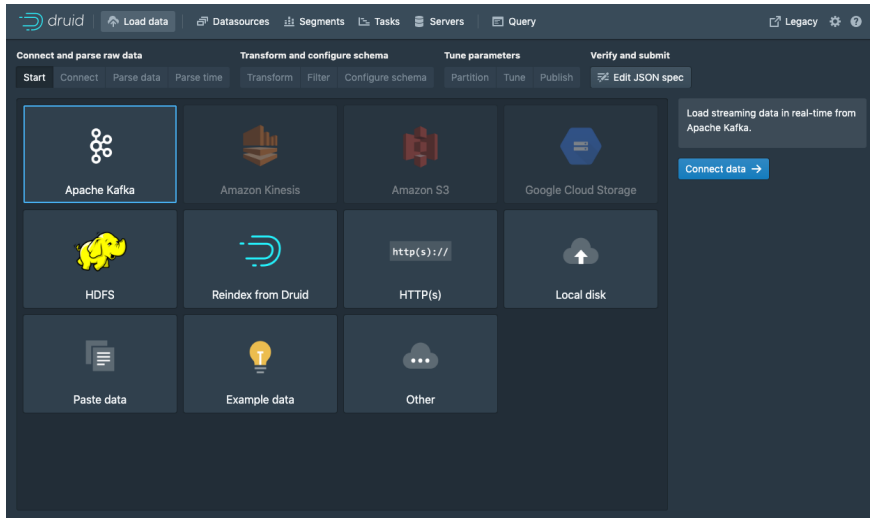 druid Load data Datasources Segments Tasks Servers Query Legacy
Connect and parse raw data Transform and configure schema Tune parameters Verify and submit
Start Connect Parse data Parse time Transform Filter Configure schema Partition Tune Publish Edit JSON spec
Load streaming data in real-time from
Apache Kafka.
Connect data
Apache Kafka Amazon Kinesis Amazon S3 Google Cloud Storage
http(s)://
HDFS Reindex from Druid HTTP(s) Local disk
Paste data Example data Other